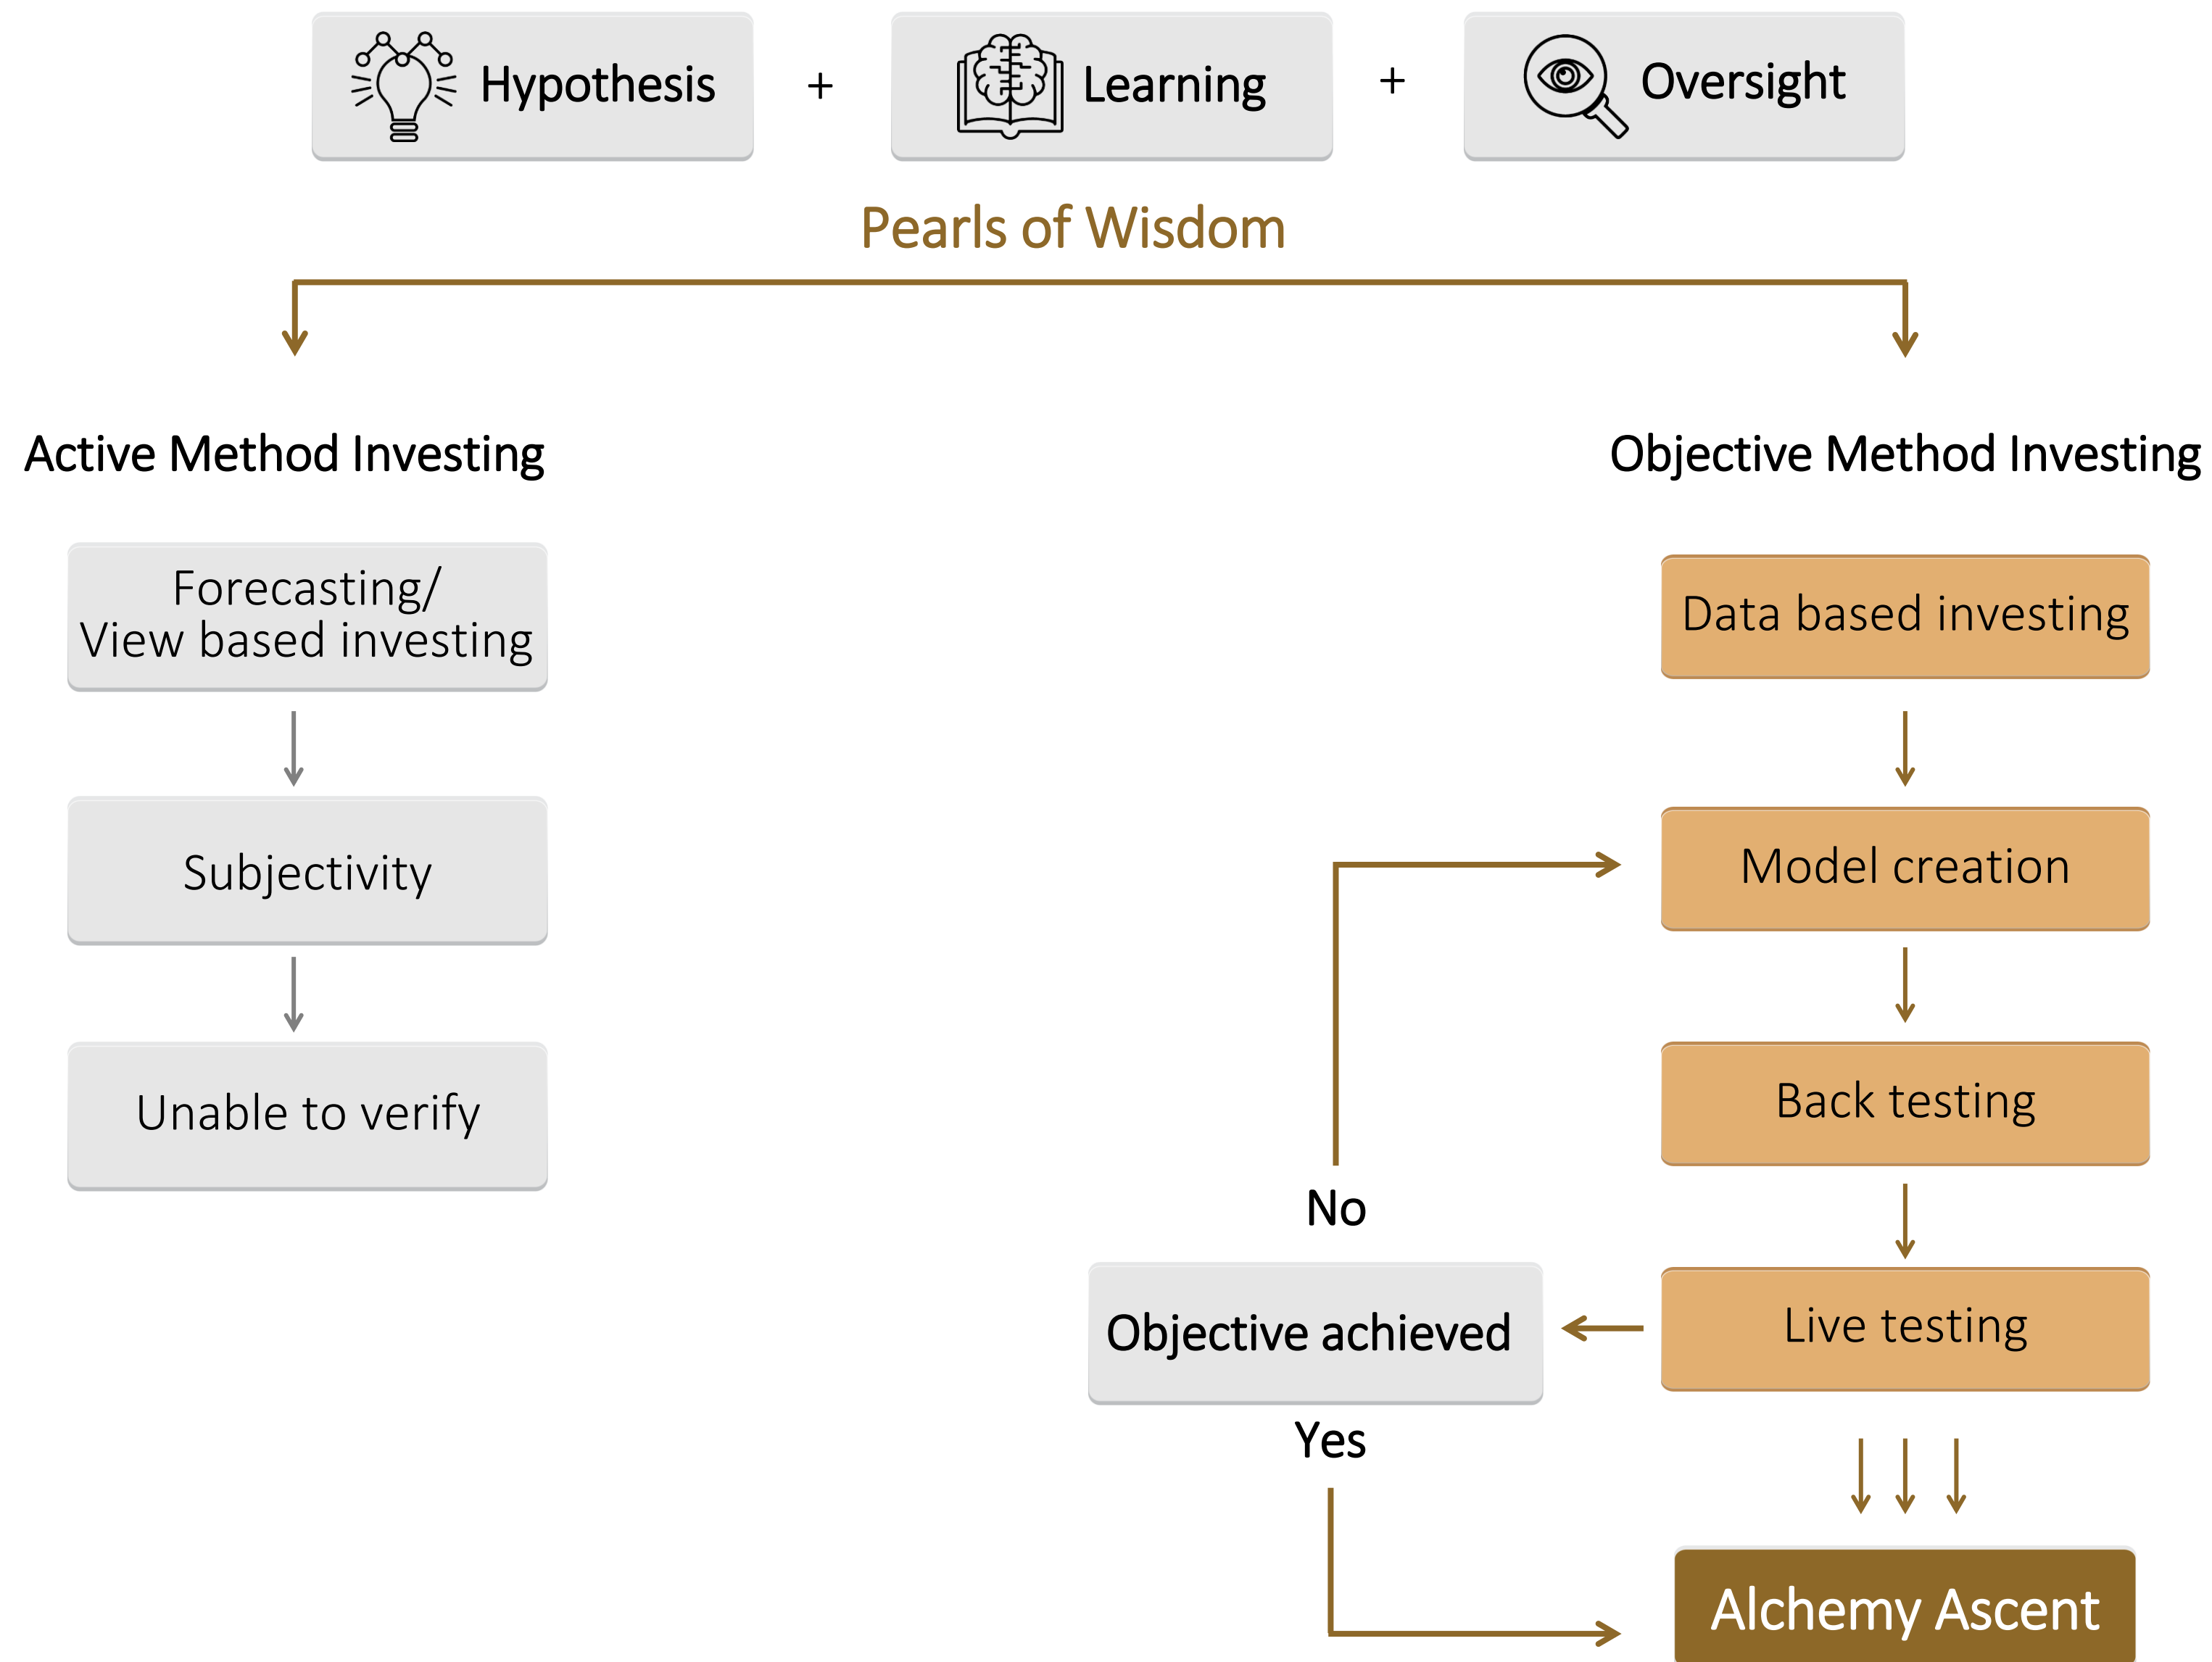 Hypothesis
+
Learning
+
Oversight
Pearls of Wisdom
Active Method Investing
Forecasting/
View based investing
Subjectivity
Unable to verify
Objective Method Investing
Data based investing
Model creation
Back testing
Live testing
No
Objective achieved
Yes
Alchemy Ascent